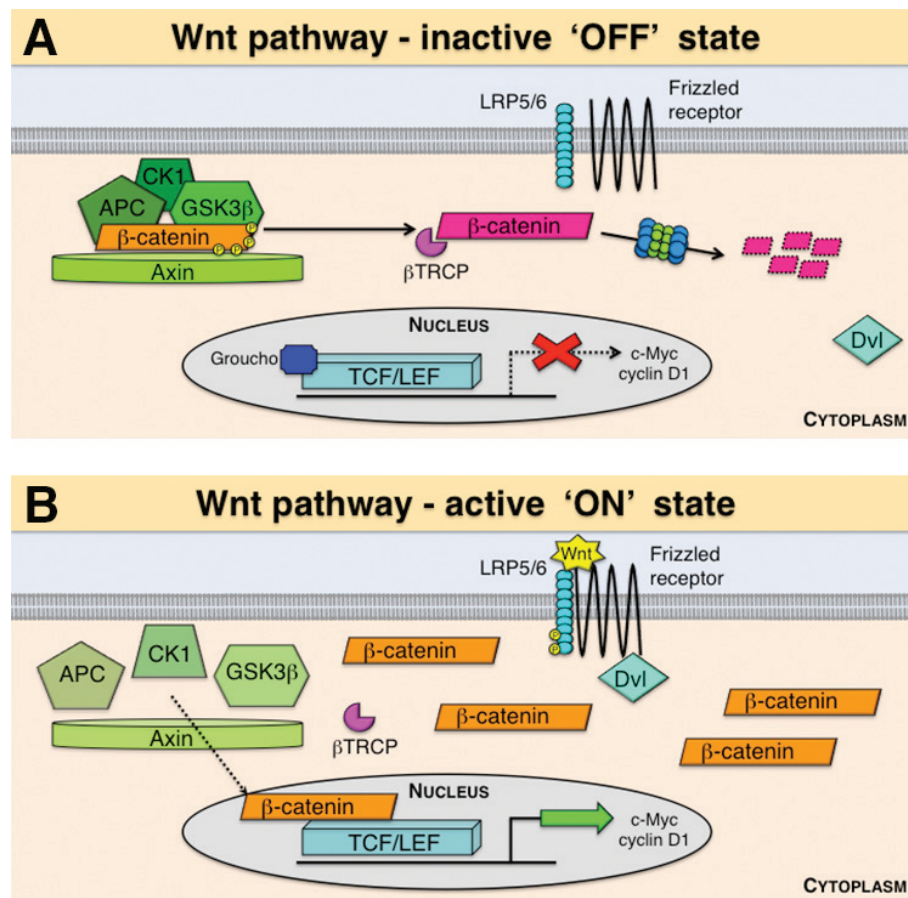 A
Wnt pathway - inactive ‘OFF’ state
LRP5/6
Frizzled
receptor
CK1
APC
GSK3β
β-catenin
P
P
P
P
Axin
β-catenin
βTRCP
Dvl
NUCLEUS
Groucho
TCF/LEF
c-Myc
cyclin D1
CYTOPLASM
B
Wnt pathway - active ‘ON’ state
Wnt
LRP5/6
Frizzled
receptor
P
P
APC
CK1
GSK3β
Axin
β-catenin
Dvl
β-catenin
βTRCP
β-catenin
β-catenin
NUCLEUS
β-catenin
TCF/LEF
c-Myc
cyclin D1
CYTOPLASM